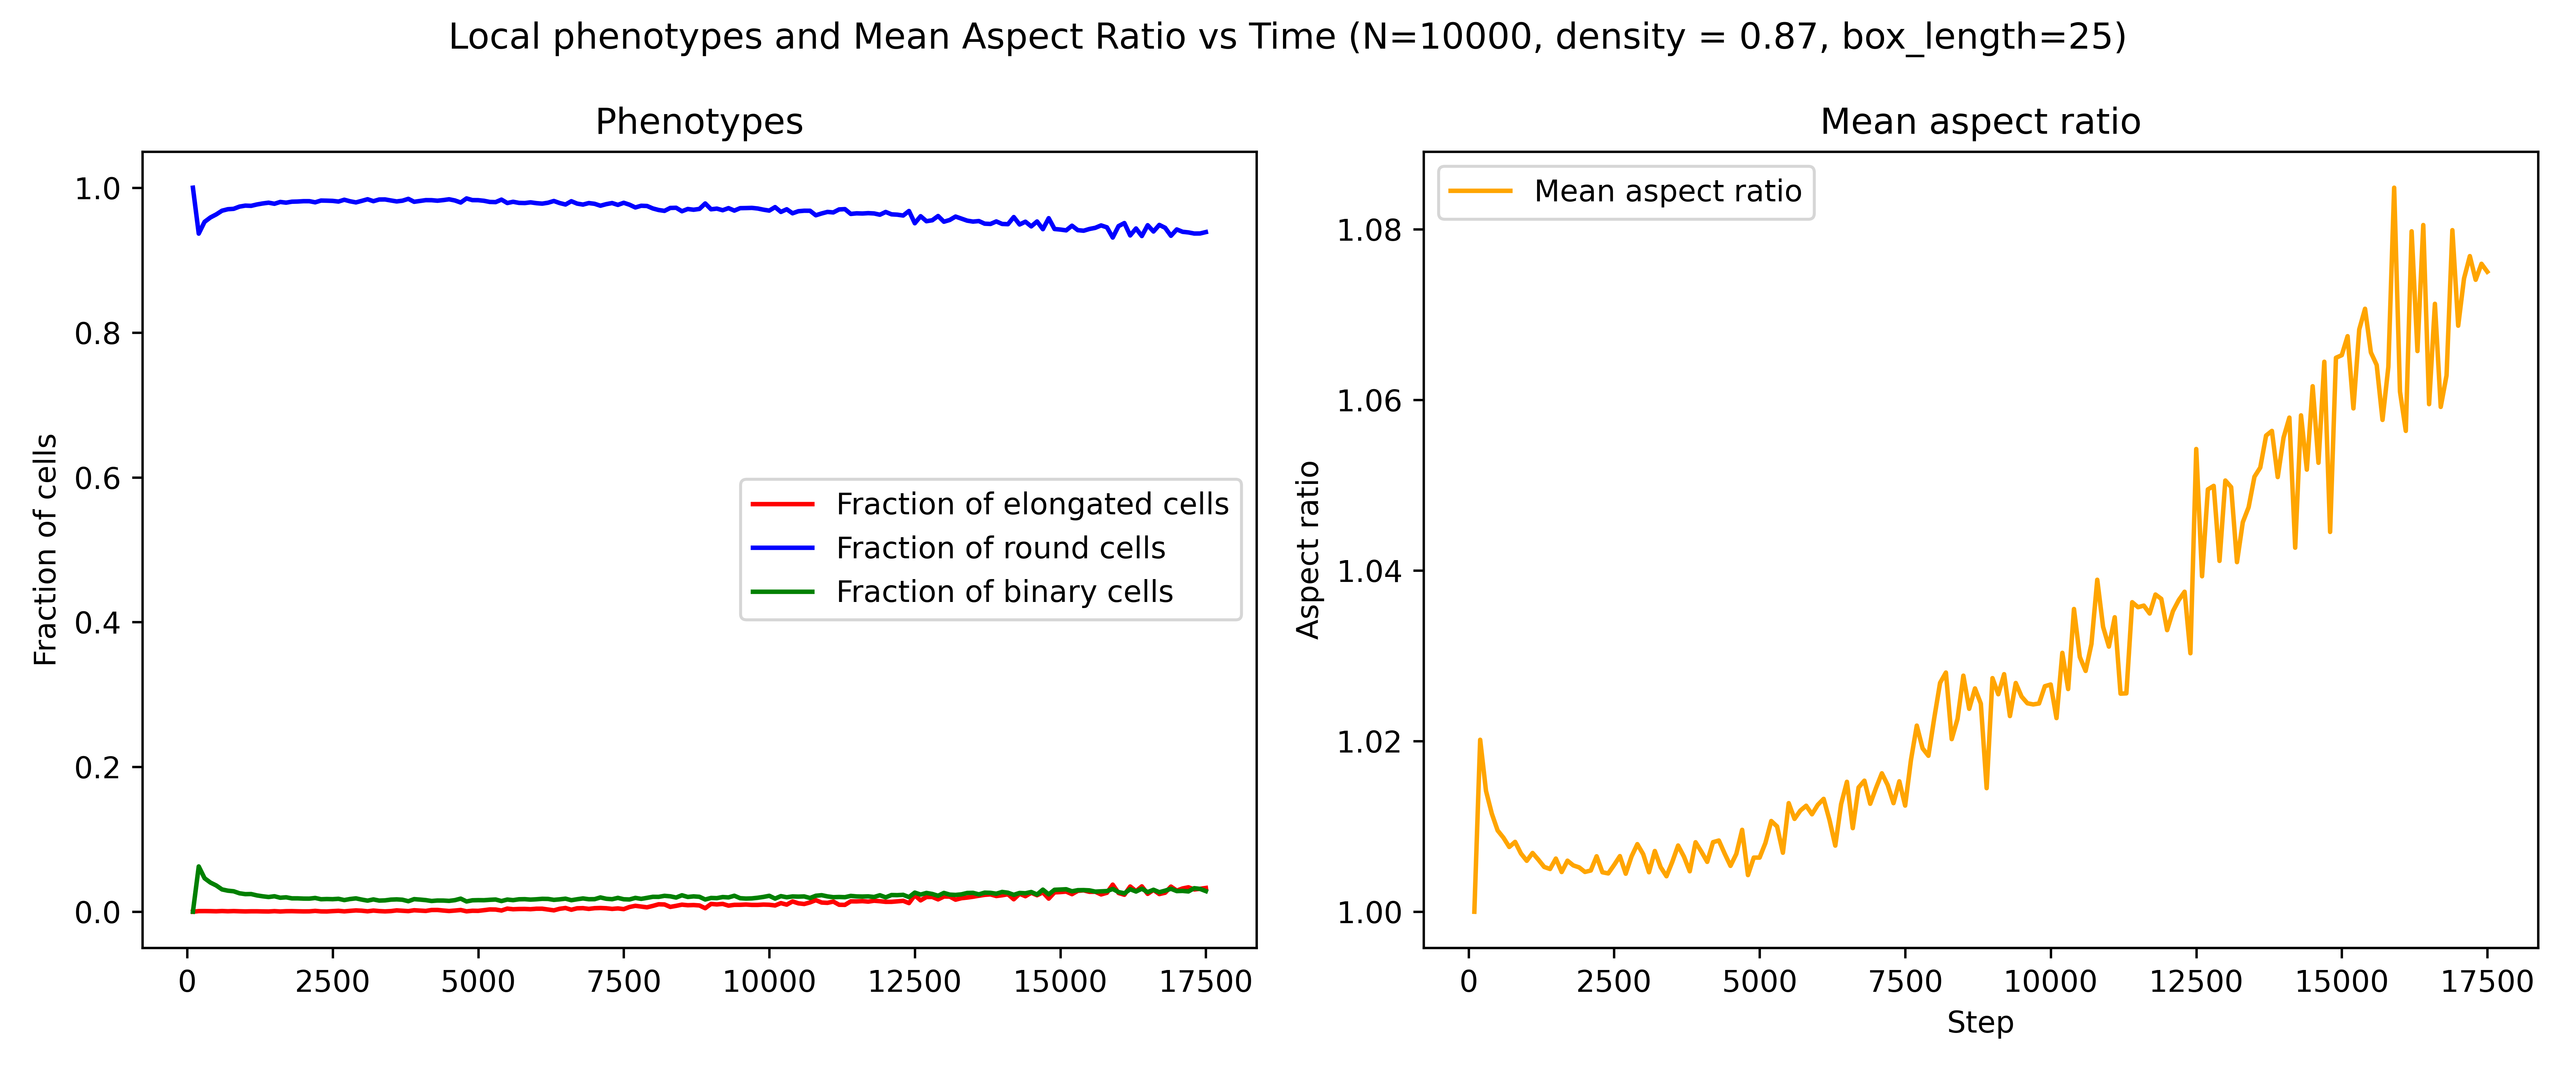 Local phenotypes and Mean Aspect Ratio vs Time (N=10000, density = 0.87, box_length=25)
Phenotypes
Fraction of cells
1.0
0.8
0.6
0.4
0.2
0.0
Fraction of elongated cells
Fraction of round cells
Fraction of binary cells
0 2500 5000 7500 10000 12500 15000 17500
Mean aspect ratio
Mean aspect ratio
Aspect ratio
1.08
1.06
1.04
1.02
1.00
0 2500 5000 7500 10000 12500 15000 17500
Step